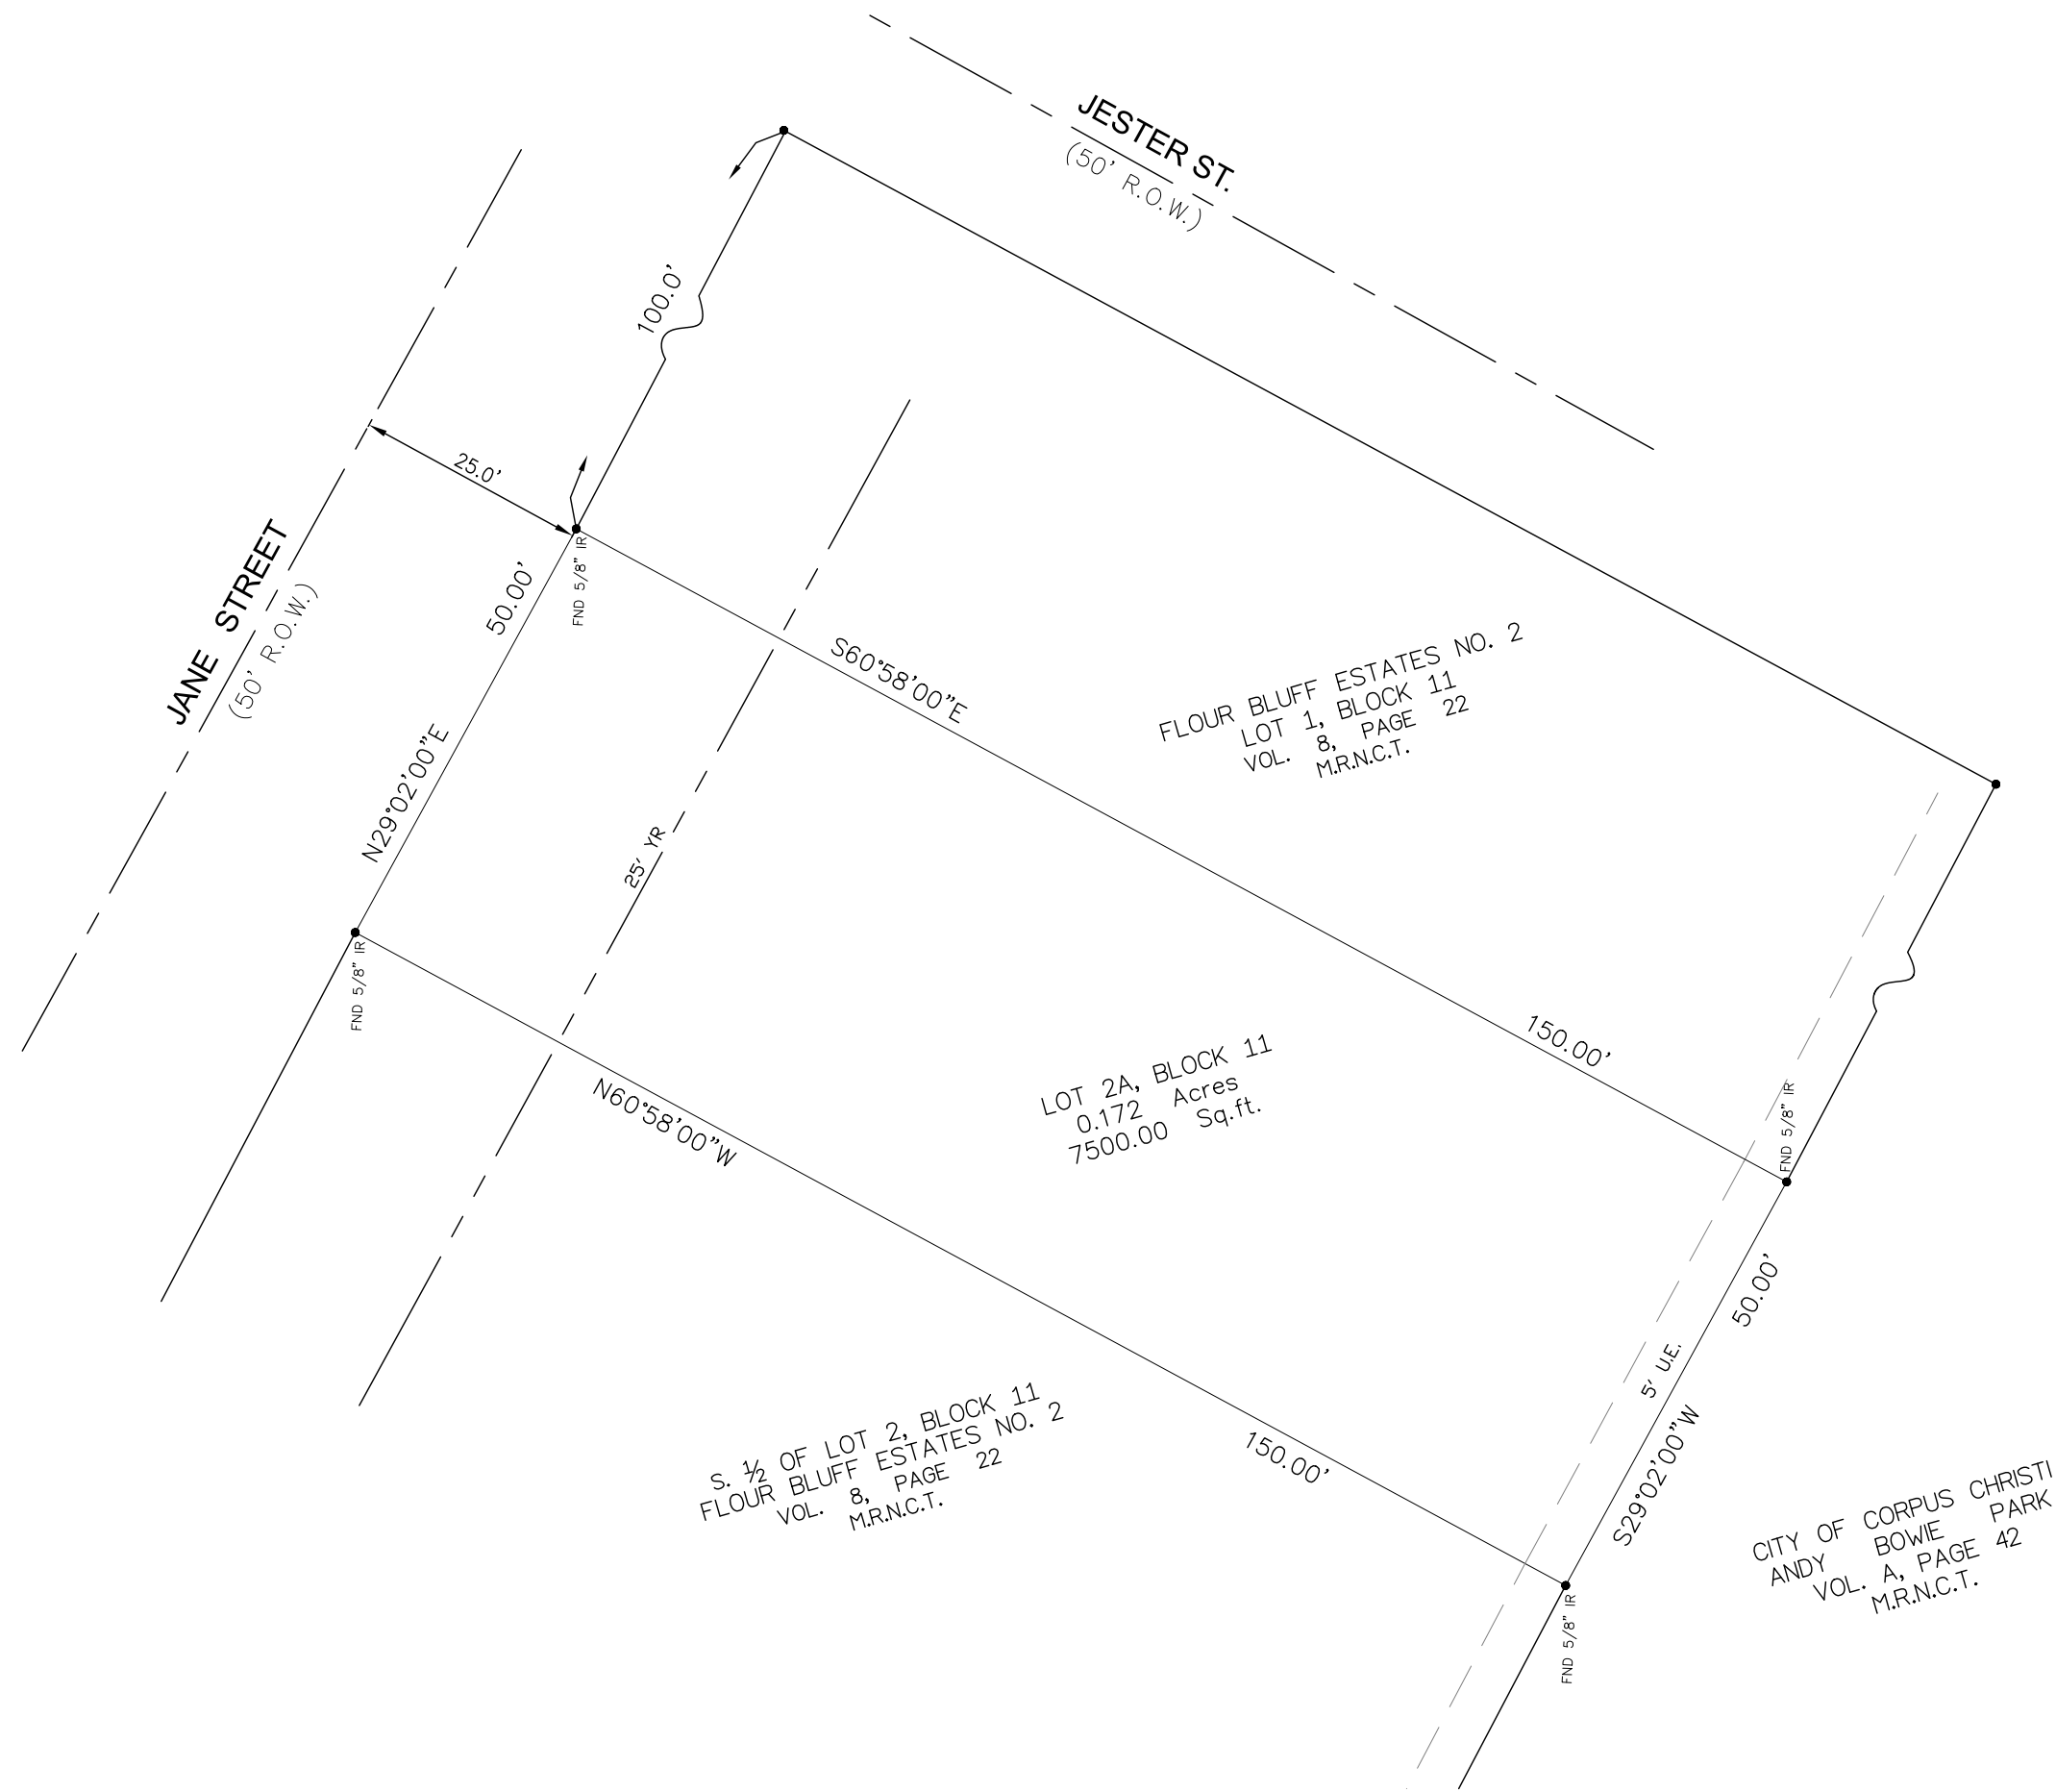 JESTER ST.
(50' R.O.W.)
100.0'
25.0'
JANE STREET
(50' R.O.W.)
50.00'
FND 5/8" IR
N29°02'00"E
FND 5/8" IR
25' YR
S60°58'00"E
150.00'
FLOUR BLUFF ESTATES NO. 2
LOT 1, BLOCK 11
VOL. 8, PAGE 22
M.R.N.C.T.
LOT 2A, BLOCK 11
0.172 Acres
7500.00 Sq.ft.
N60°58'00"W
150.00'
FND 5/8" IR
50.00'
5' U.E.
S29°02'00"W
FND 5/8" IR
S. ½ OF LOT 2, BLOCK 11
FLOUR BLUFF ESTATES NO. 2
VOL. 8, PAGE 22
M.R.N.C.T.
CITY OF CORPUS CHRISTI
ANDY BOWIE PARK
VOL. A, PAGE 42
M.R.N.C.T.